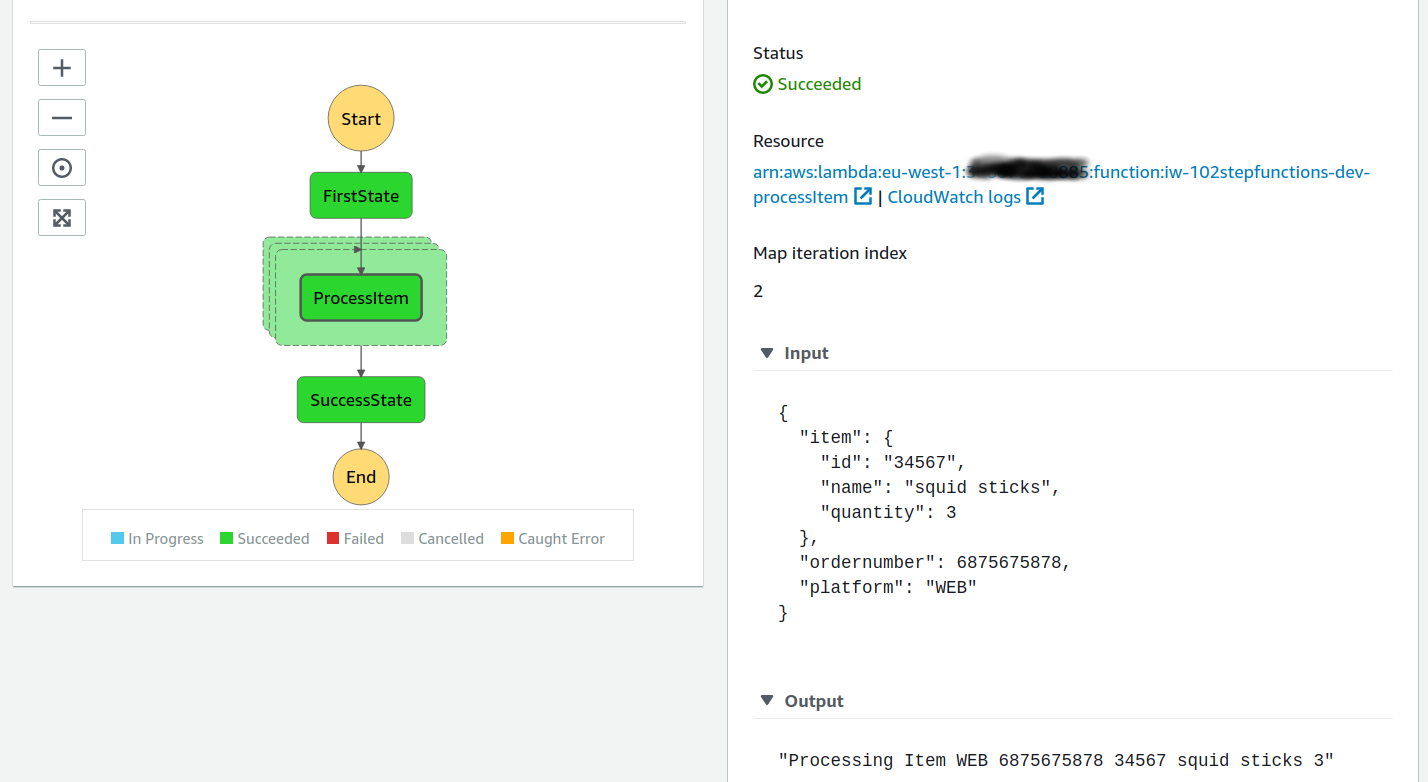 Start
FirstState
ProcessItem
SuccessState
End
In Progress Succeeded Failed Cancelled Caught Error
Status
Succeeded
Resource
arn:aws:lambda:eu-west-1: :function:iw-102stepfunctions-dev-
processItem | CloudWatch logs
Map iteration index
2
Input
{
  "item": {
    "id": "34567",
    "name": "squid sticks",
    "quantity": 3
  },
  "ordernumber": 6875675878,
  "platform": "WEB"
}
Output
"Processing Item WEB 6875675878 34567 squid sticks 3"